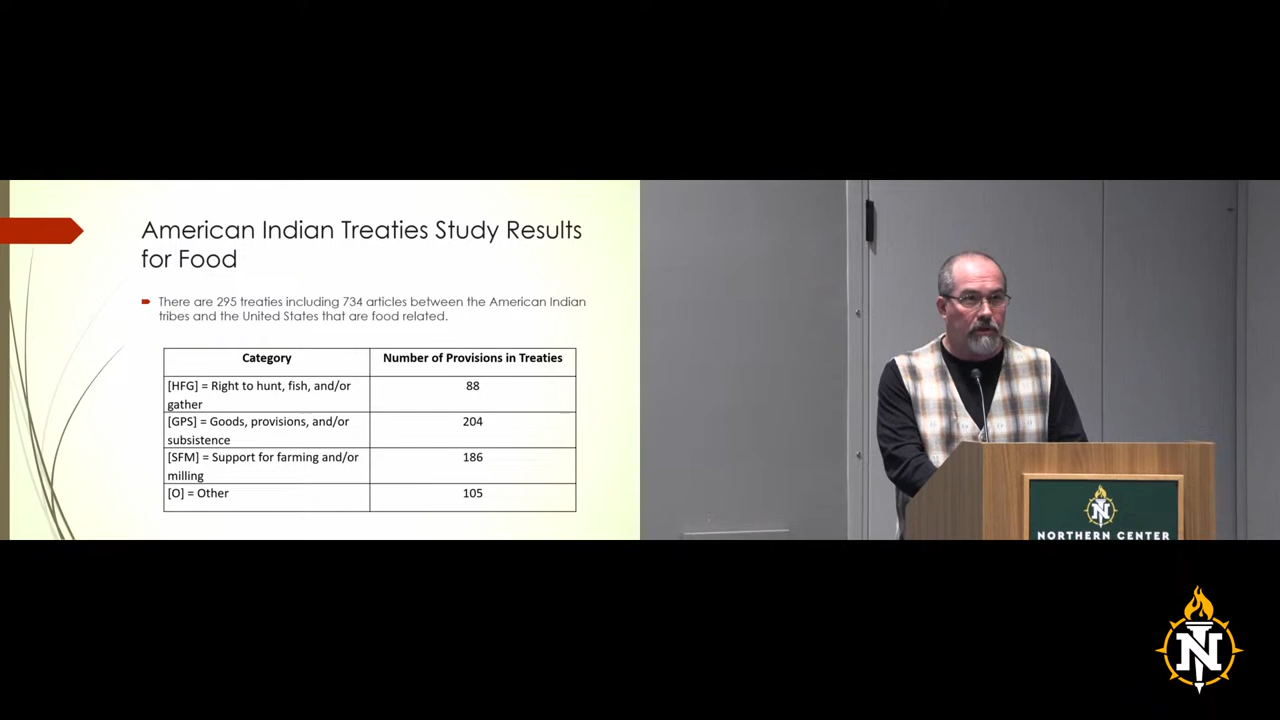 American Indian Treaties Study Results
for Food
There are 295 treaties including 734 articles between the American Indian
tribes and the United States that are food related.
Category Number of Provisions in Treaties
[HFG] = Right to hunt, fish, and/or
gather
88
[GPS] = Goods, provisions, and/or
subsistence
204
[SFM] = Support for farming and/or
milling
186
[O] = Other 105
N
NORTHERN CENTER
N